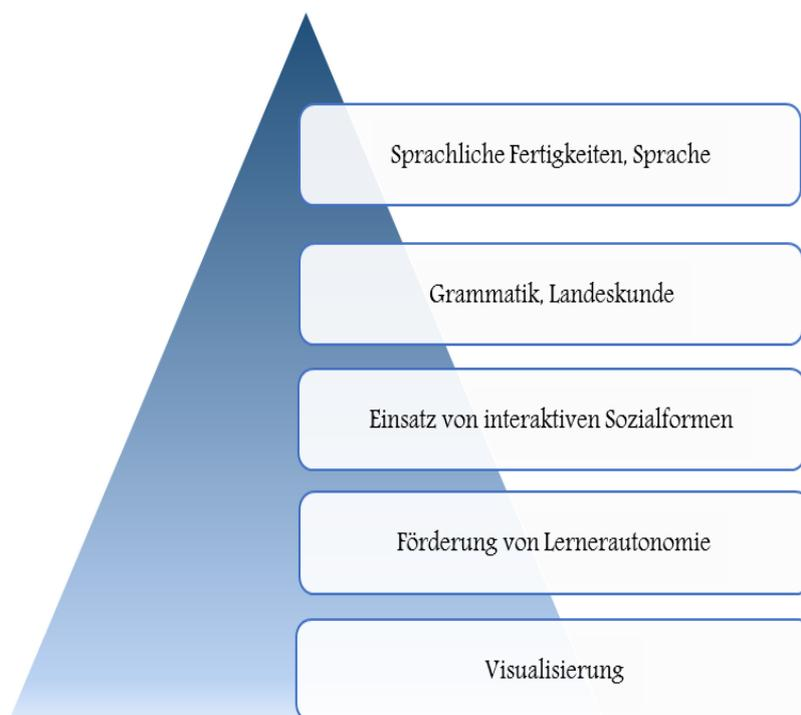 Sprachliche Fertigkeiten, Sprache
Grammatik, Landeskunde
Einsatz von interaktiven Sozialformen
Förderung von Lernerautonomie
Visualisierung